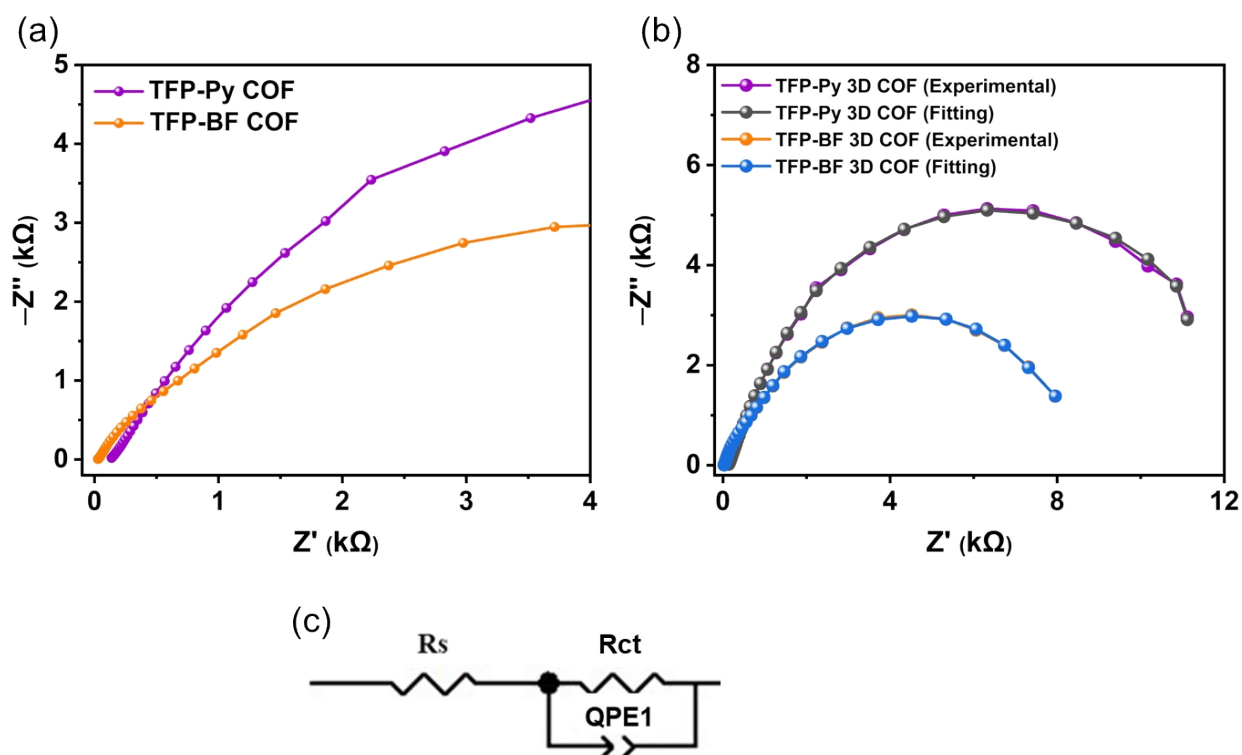 (a)
5
4
3
2
1
0
–Z'' (kΩ)
TFP-Py COF
TFP-BF COF
0 1 2 3 4
Z' (kΩ)
(b)
8
6
4
2
0
–Z'' (kΩ)
TFP-Py 3D COF (Experimental)
TFP-Py 3D COF (Fitting)
TFP-BF 3D COF (Experimental)
TFP-BF 3D COF (Fitting)
0 4 8 12
Z' (kΩ)
(c)
Rs
Rct
QPE1